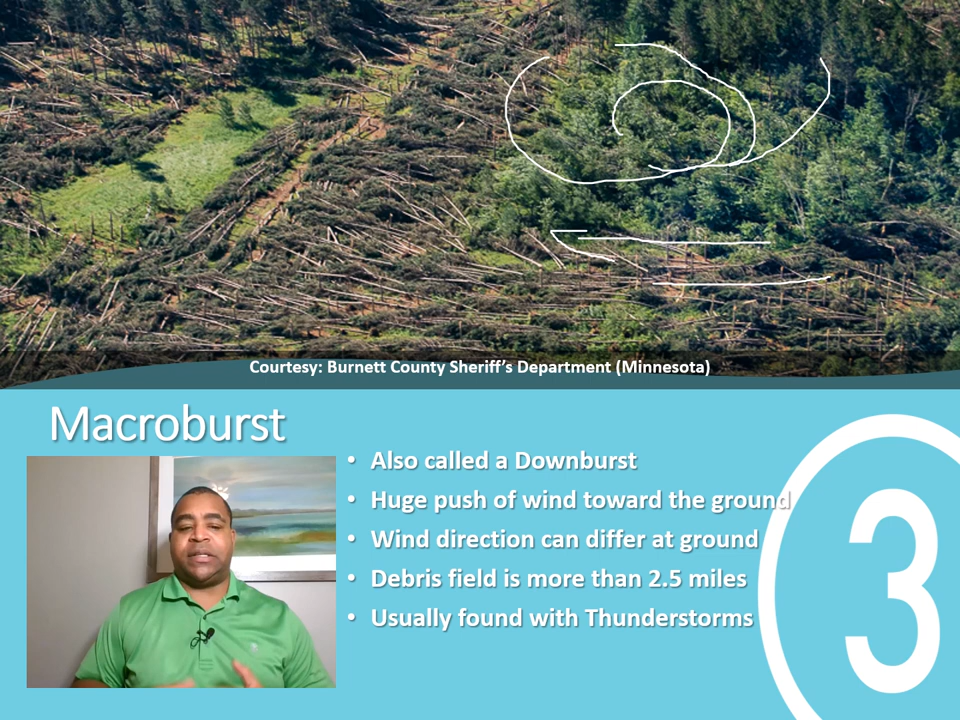 Courtesy: Burnett County Sheriff's Department (Minnesota)
Macroburst
• Also called a Downburst
• Huge push of wind toward the ground
• Wind direction can differ at ground
• Debris field is more than 2.5 miles
• Usually found with Thunderstorms
3